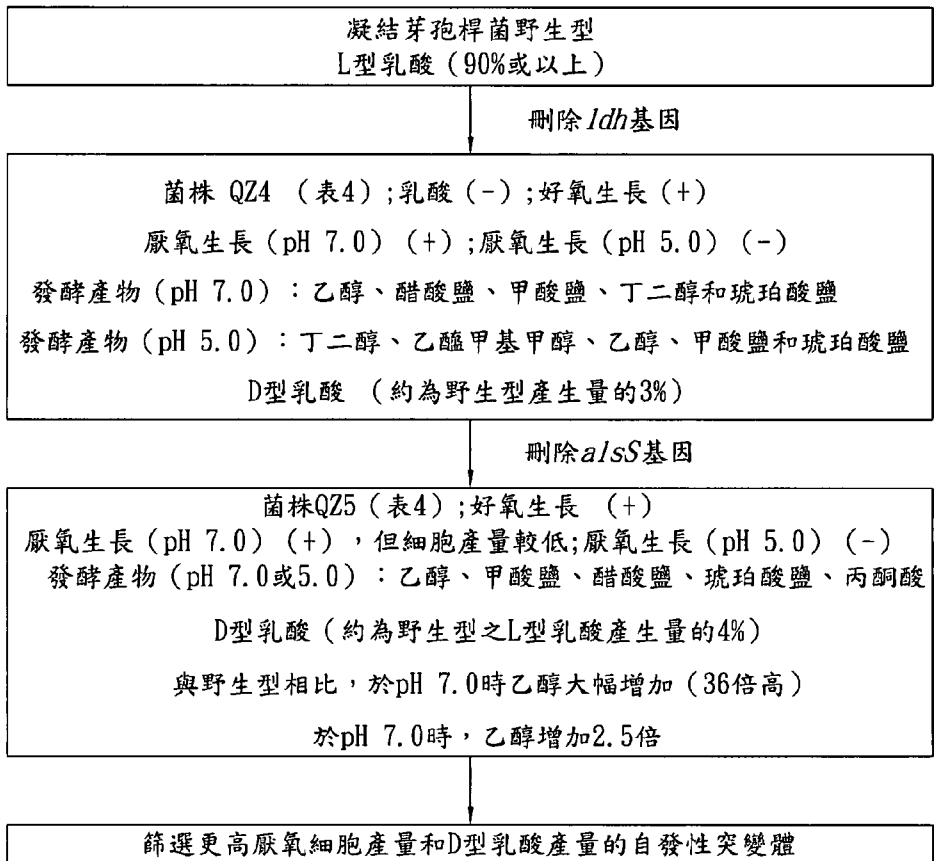 凝結芽孢桿菌野生型
L型乳酸（90%或以上）
刪除ldh基因
菌株 QZ4 （表4）;乳酸(-);好氧生長(+)
厭氧生長(pH 7.0) (+);厭氧生長(pH 5.0) (-)
發酵產物(pH 7.0)：乙醇、醋酸鹽、甲酸鹽、丁二醇和琥珀酸鹽
發酵產物(pH 5.0)：丁二醇、乙醯甲基甲醇、乙醇、甲酸鹽和琥珀酸鹽
D型乳酸 （約為野生型產生量的3%）
刪除alsS基因
菌株QZ5（表4）;好氧生長 (+)
厭氧生長(pH 7.0) (+)，但細胞產量較低;厭氧生長(pH 5.0) (-)
發酵產物(pH 7.0或5.0)：乙醇、甲酸鹽、醋酸鹽、琥珀酸鹽、丙酮酸
D型乳酸（約為野生型之L型乳酸產生量的4%）
與野生型相比，於pH 7.0時乙醇大幅增加（36倍高）
於pH 7.0時，乙醇增加2.5倍
篩選更高厭氧細胞產量和D型乳酸產量的自發性突變體